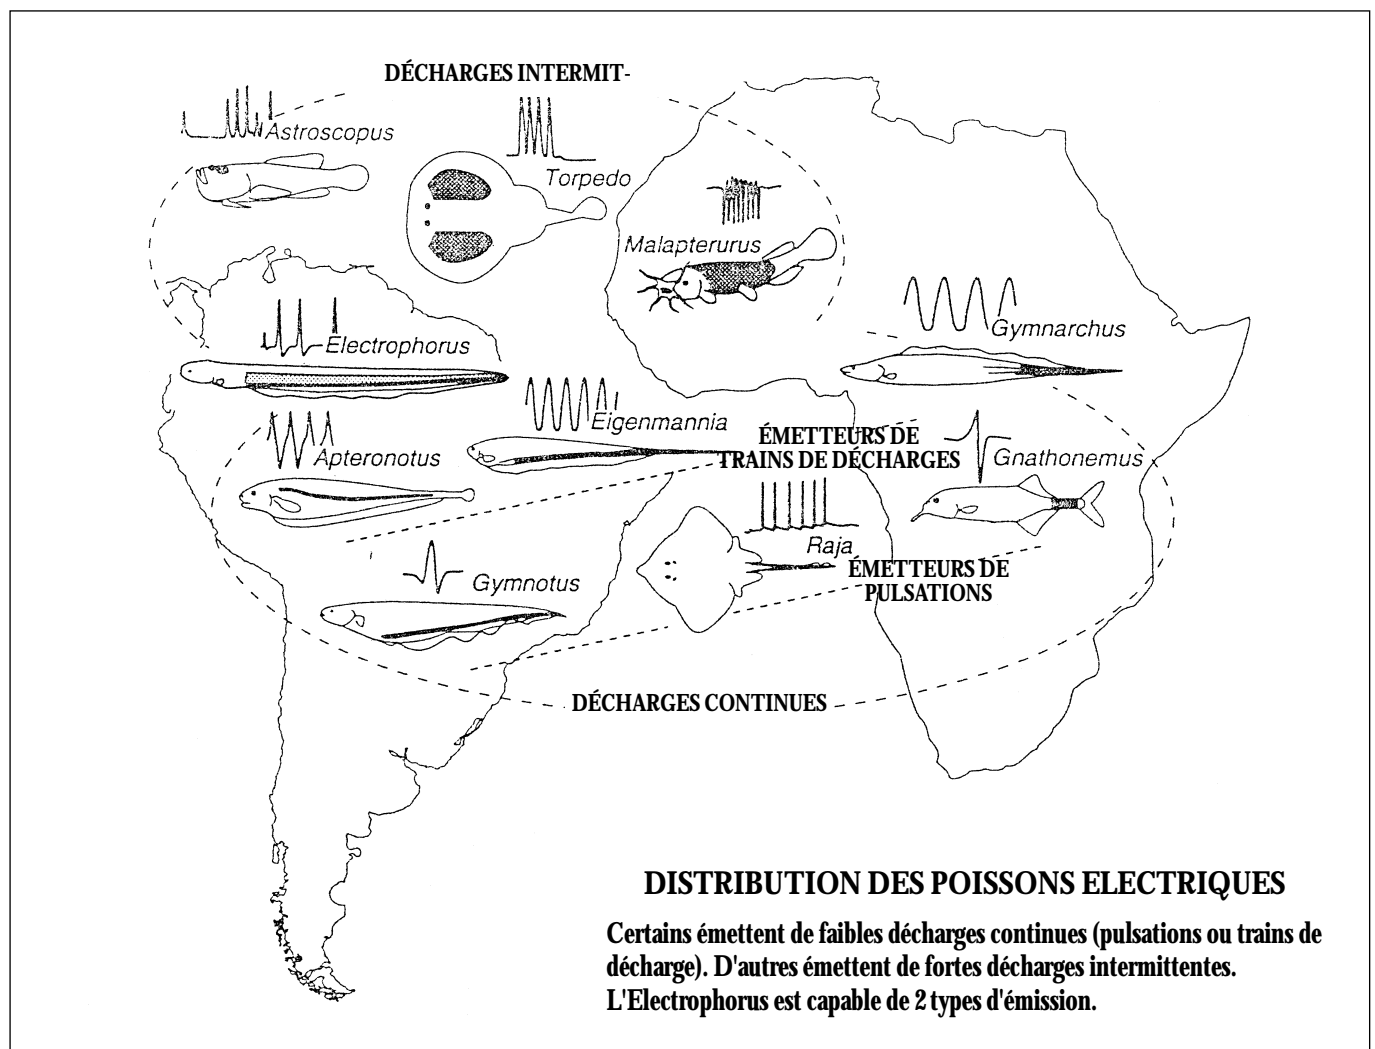 DÉCHARGES INTERMIT-
Astroscopus
Torpedo
Malapterurus
Gymnarchus
Electrophorus
Eigenmannia
Apteronotus
ÉMETTEURS DE
TRAINS DE DÉCHARGES
Gnathonemus
Raja
ÉMETTEURS DE
PULSATIONS
Gymnotus
DÉCHARGES CONTINUES
DISTRIBUTION DES POISSONS ELECTRIQUES
Certains émettent de faibles décharges continues (pulsations ou trains de
décharge). D'autres émettent de fortes décharges intermittentes.
L'Electrophorus est capable de 2 types d'émission.